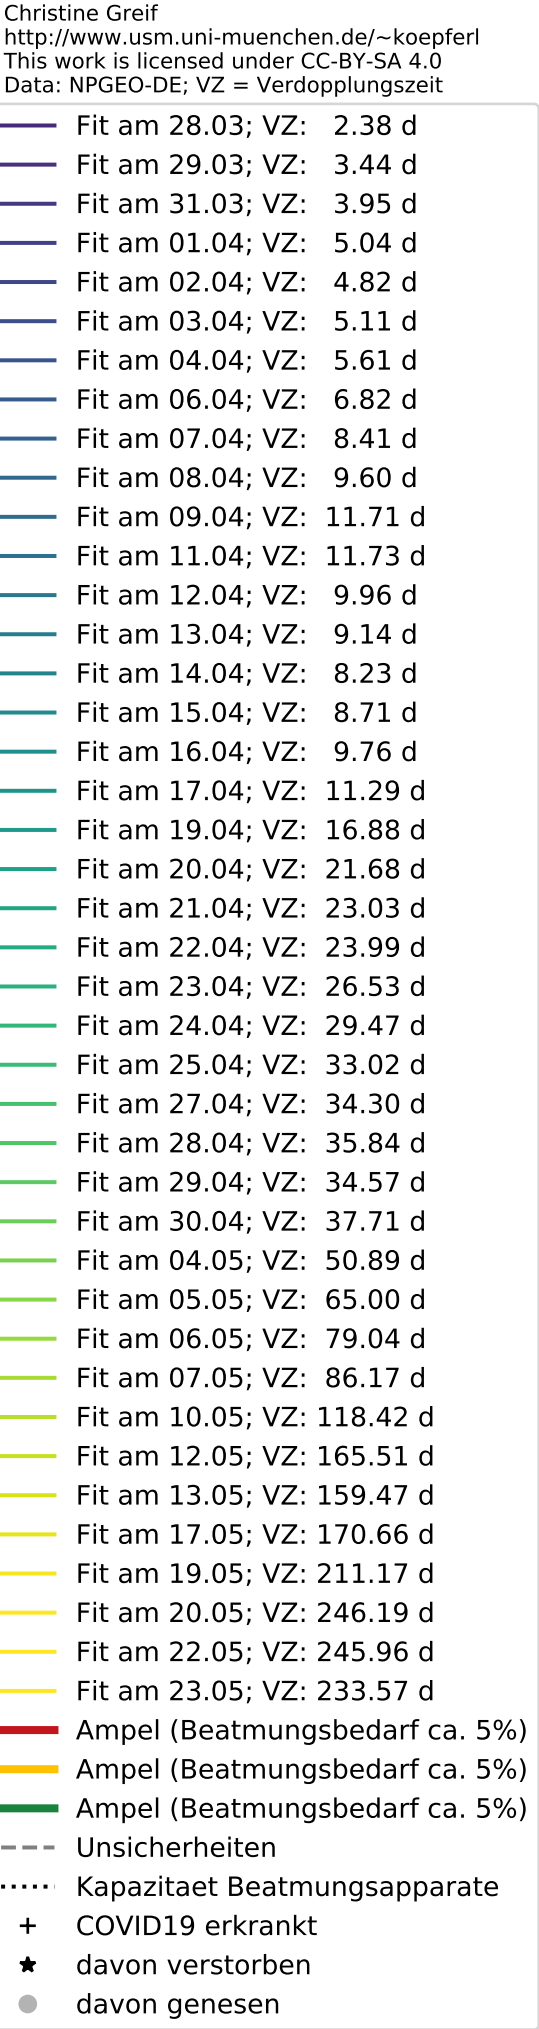 Christine Greif
http://www.usm.uni-muenchen.de/~koepferl
This work is licensed under CC-BY-SA 4.0
Data: NPGEO-DE; VZ = Verdopplungszeit
Fit am 28.03; VZ: 2.38 d
Fit am 29.03; VZ: 3.44 d
Fit am 31.03; VZ: 3.95 d
Fit am 01.04; VZ: 5.04 d
Fit am 02.04; VZ: 4.82 d
Fit am 03.04; VZ: 5.11 d
Fit am 04.04; VZ: 5.61 d
Fit am 06.04; VZ: 6.82 d
Fit am 07.04; VZ: 8.41 d
Fit am 08.04; VZ: 9.60 d
Fit am 09.04; VZ: 11.71 d
Fit am 11.04; VZ: 11.73 d
Fit am 12.04; VZ: 9.96 d
Fit am 13.04; VZ: 9.14 d
Fit am 14.04; VZ: 8.23 d
Fit am 15.04; VZ: 8.71 d
Fit am 16.04; VZ: 9.76 d
Fit am 17.04; VZ: 11.29 d
Fit am 19.04; VZ: 16.88 d
Fit am 20.04; VZ: 21.68 d
Fit am 21.04; VZ: 23.03 d
Fit am 22.04; VZ: 23.99 d
Fit am 23.04; VZ: 26.53 d
Fit am 24.04; VZ: 29.47 d
Fit am 25.04; VZ: 33.02 d
Fit am 27.04; VZ: 34.30 d
Fit am 28.04; VZ: 35.84 d
Fit am 29.04; VZ: 34.57 d
Fit am 30.04; VZ: 37.71 d
Fit am 04.05; VZ: 50.89 d
Fit am 05.05; VZ: 65.00 d
Fit am 06.05; VZ: 79.04 d
Fit am 07.05; VZ: 86.17 d
Fit am 10.05; VZ: 118.42 d
Fit am 12.05; VZ: 165.51 d
Fit am 13.05; VZ: 159.47 d
Fit am 17.05; VZ: 170.66 d
Fit am 19.05; VZ: 211.17 d
Fit am 20.05; VZ: 246.19 d
Fit am 22.05; VZ: 245.96 d
Fit am 23.05; VZ: 233.57 d
Ampel (Beatmungsbedarf ca. 5%)
Ampel (Beatmungsbedarf ca. 5%)
Ampel (Beatmungsbedarf ca. 5%)
Unsicherheiten
Kapazitaet Beatmungsapparate
COVID19 erkrankt
davon verstorben
davon genesen